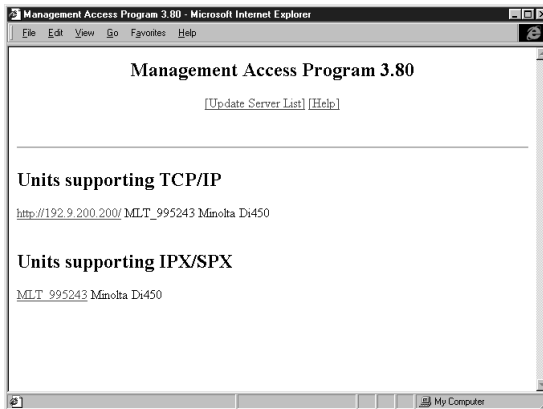 Management Access Program 3.80 - Microsoft Internet Explorer
File Edit View Go Favorites Help
Management Access Program 3.80
[Update Server List] [Help]
Units supporting TCP/IP
http://192.9.200.200/ MLT_995243 Minolta Di450
Units supporting IPX/SPX
MLT_995243 Minolta Di450
My Computer